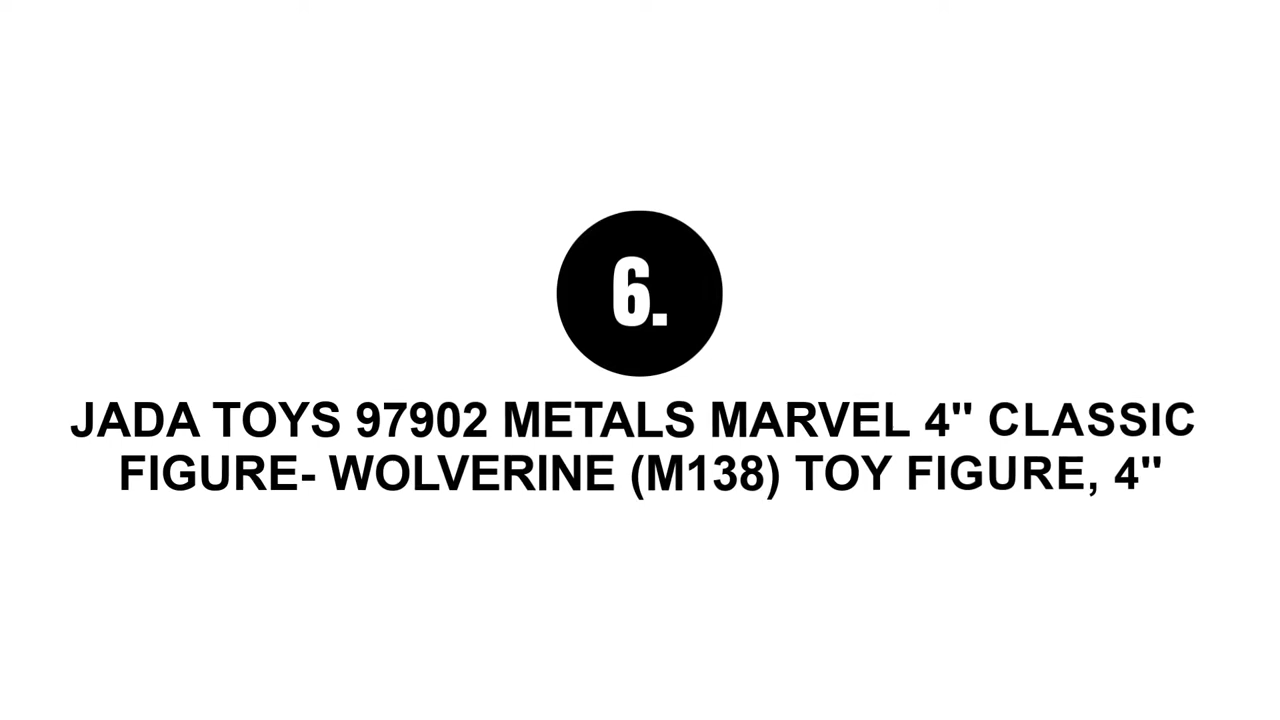 6.
JADA TOYS 97902 METALS MARVEL 4" CLASSIC
FIGURE- WOLVERINE (M138) TOY FIGURE, 4"